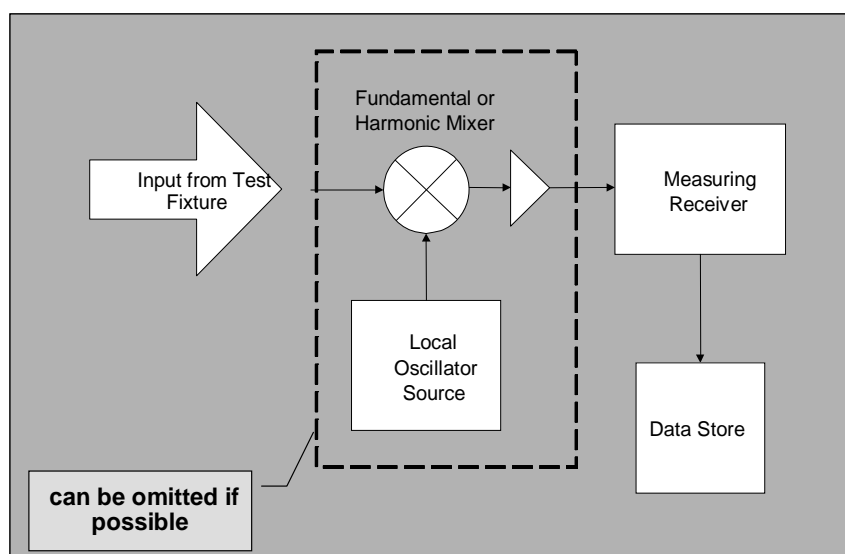 Fundamental or
Harmonic Mixer
Input from Test
Fixture
Measuring
Receiver
Local
Oscillator
Source
Data Store
can be omitted if
possible